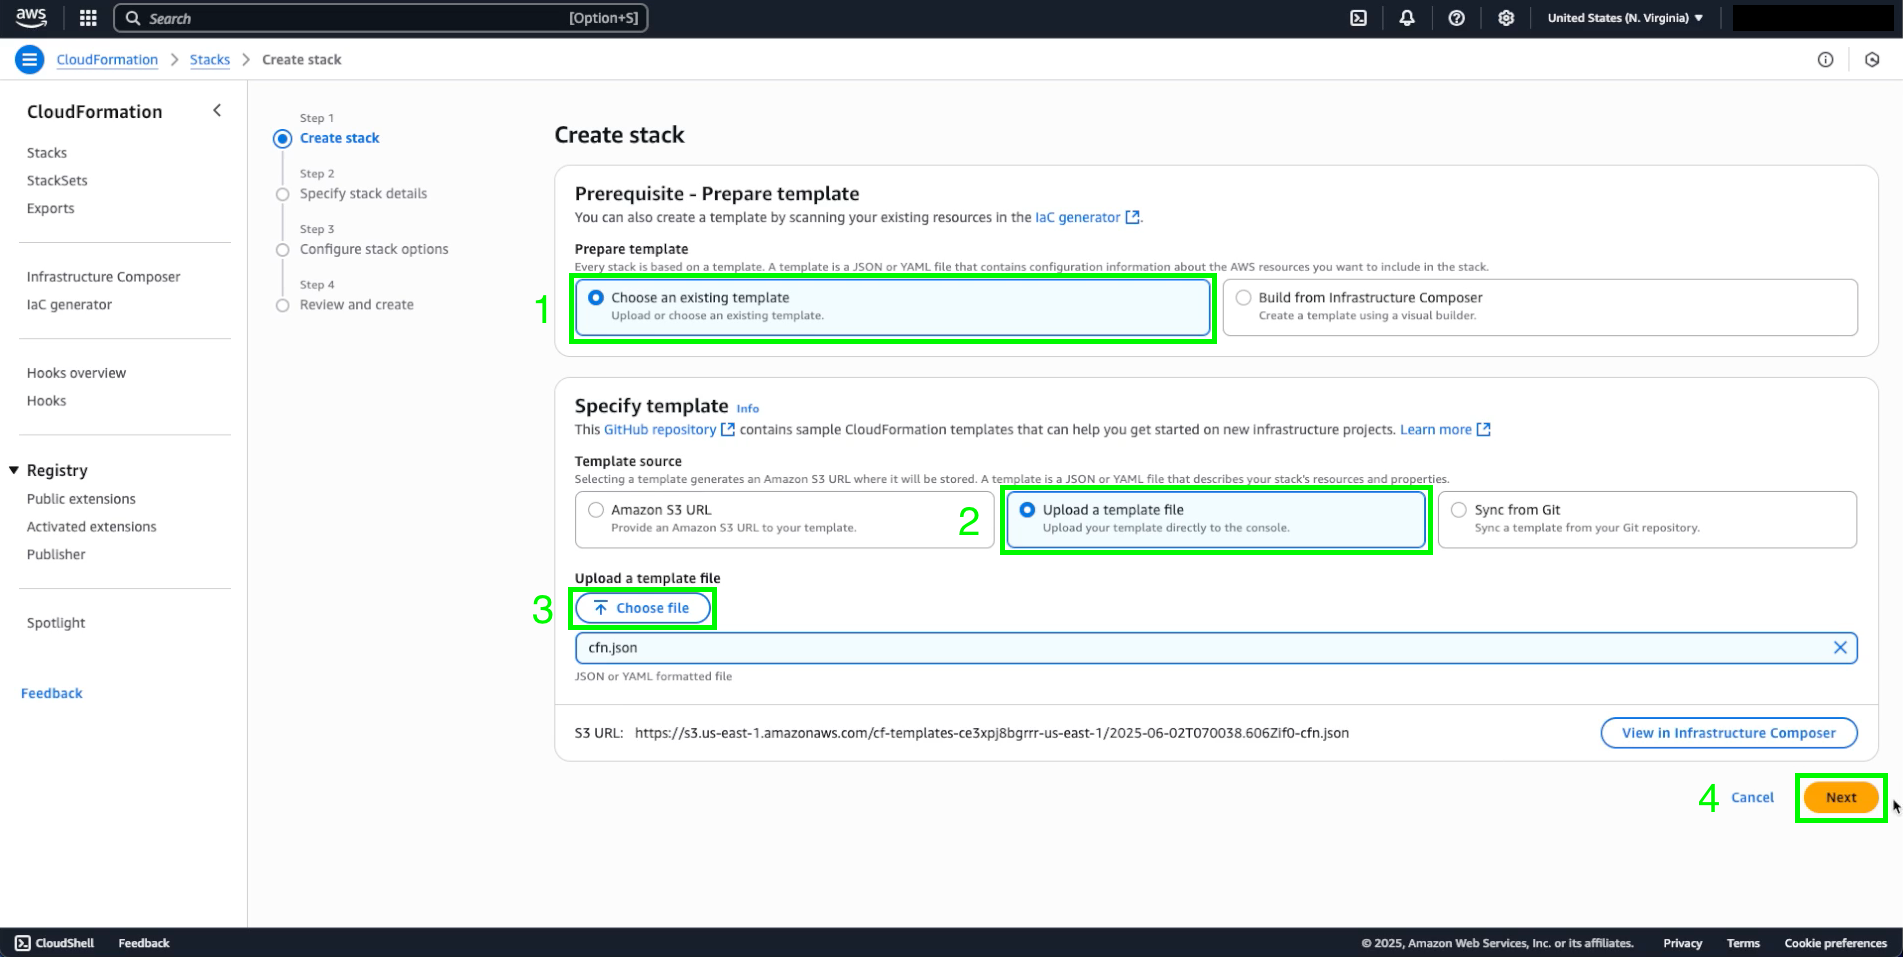 aws
Search
[Option+S]
United States (N. Virginia)
CloudFormation
Stacks
Create stack
CloudFormation
Stacks
StackSets
Exports
Infrastructure Composer
IaC generator
Hooks overview
Hooks
Registry
Public extensions
Activated extensions
Publisher
Spotlight
Feedback
Step 1
Create stack
Step 2
Specify stack details
Step 3
Configure stack options
Step 4
Review and create
Create stack
Prerequisite - Prepare template
You can also create a template by scanning your existing resources in the IaC generator.
Prepare template
Every stack is based on a template. A template is a JSON or YAML file that contains configuration information about the AWS resources you want to include in the stack.
1
Choose an existing template
Upload or choose an existing template.
Build from Infrastructure Composer
Create a template using a visual builder.
Specify template Info
This GitHub repository contains sample CloudFormation templates that can help you get started on new infrastructure projects. Learn more
Template source
Selecting a template generates an Amazon S3 URL where it will be stored. A template is a JSON or YAML file that describes your stack's resources and properties.
Amazon S3 URL
Provide an Amazon S3 URL to your template.
2
Upload a template file
Upload your template directly to the console.
Sync from Git
Sync a template from your Git repository.
Upload a template file
3
Choose file
cfn.json
JSON or YAML formatted file
S3 URL: https://s3.us-east-1.amazonaws.com/cf-templates-ce3xpj8bgrrr-us-east-1/2025-06-02T070038.606Zif0-cfn.json
View in Infrastructure Composer
4
Cancel
Next
CloudShell
Feedback
© 2025, Amazon Web Services, Inc. or its affiliates.
Privacy
Terms
Cookie preferences